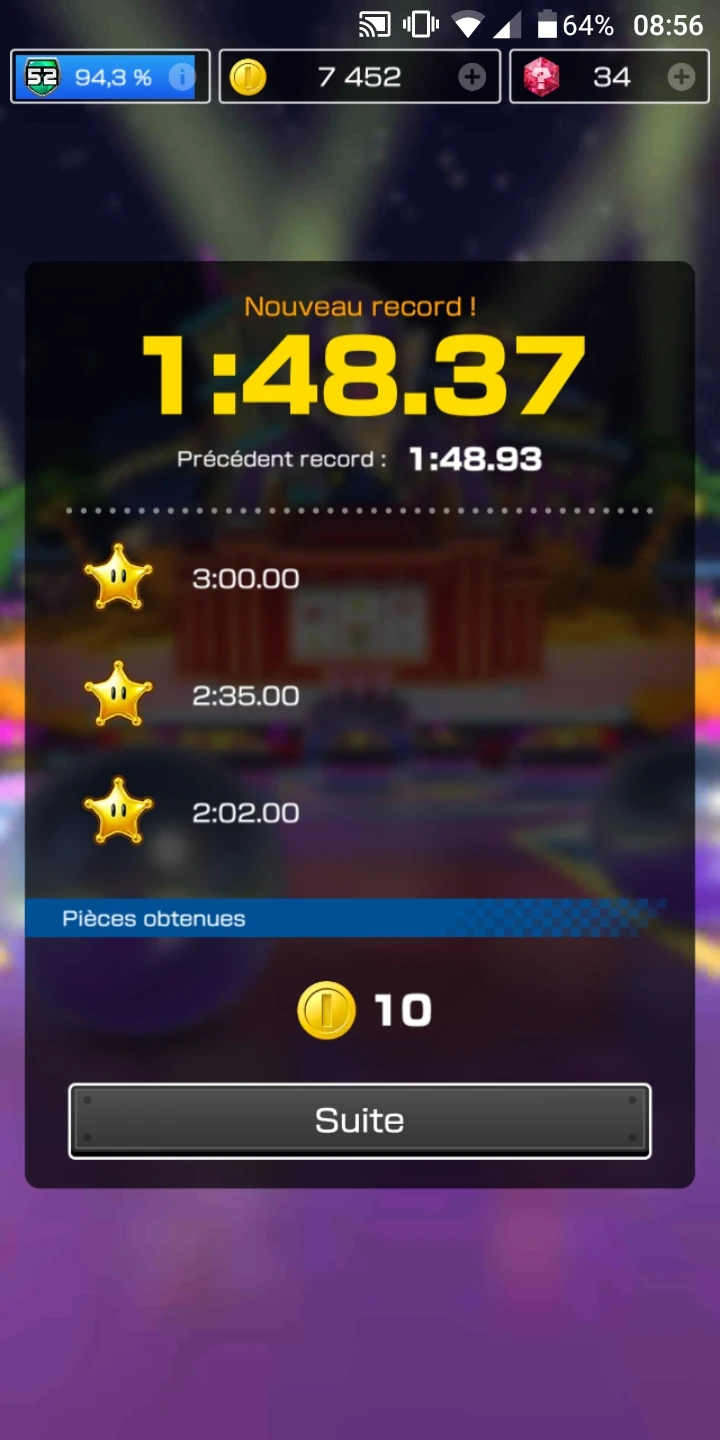 64% 08:56
52 94,3 % i 7 452 + ? 34 +
Nouveau record !
1:48.37
Précédent record : 1:48.93
3:00.00
2:35.00
2:02.00
Pièces obtenues
10
Suite